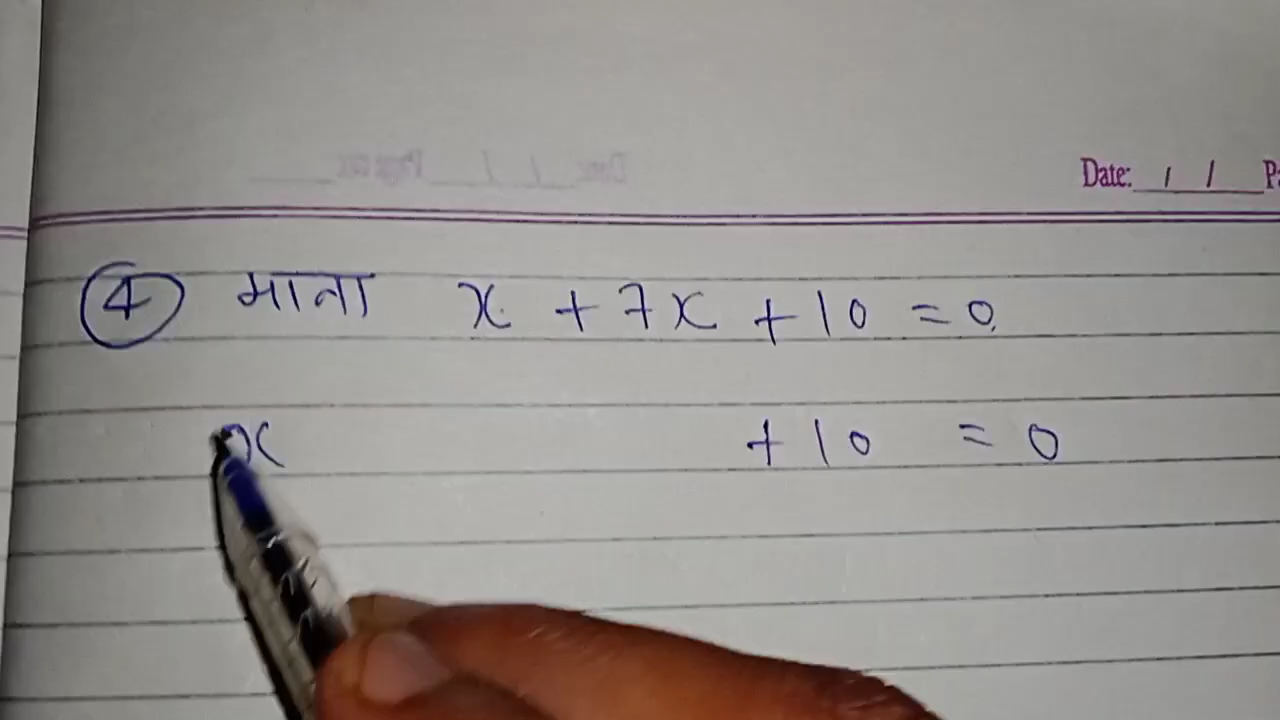 Date: / / 
④ माना x + 7x + 10 = 0
x + 10 = 0